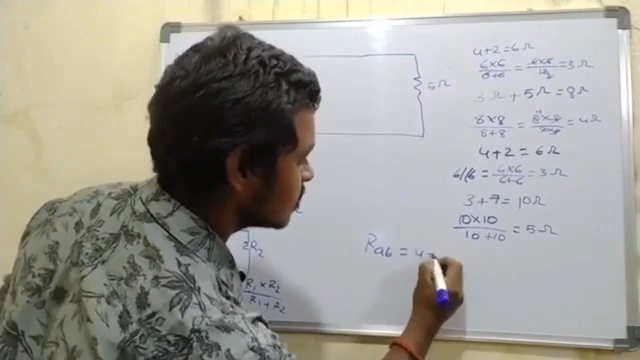 4+2=6Ω
6×6/6+6 = 6×6/12 = 3Ω
5Ω
3Ω + 5Ω = 8Ω
8×8/8+8 = 8×8/16 = 4Ω
4+2 = 6Ω
6//6 = 6×6/6+6 = 3Ω
3+7 = 10Ω
10×10/10+10 = 5Ω
R2
Rab = 4
R1 × R2
R1 + R2